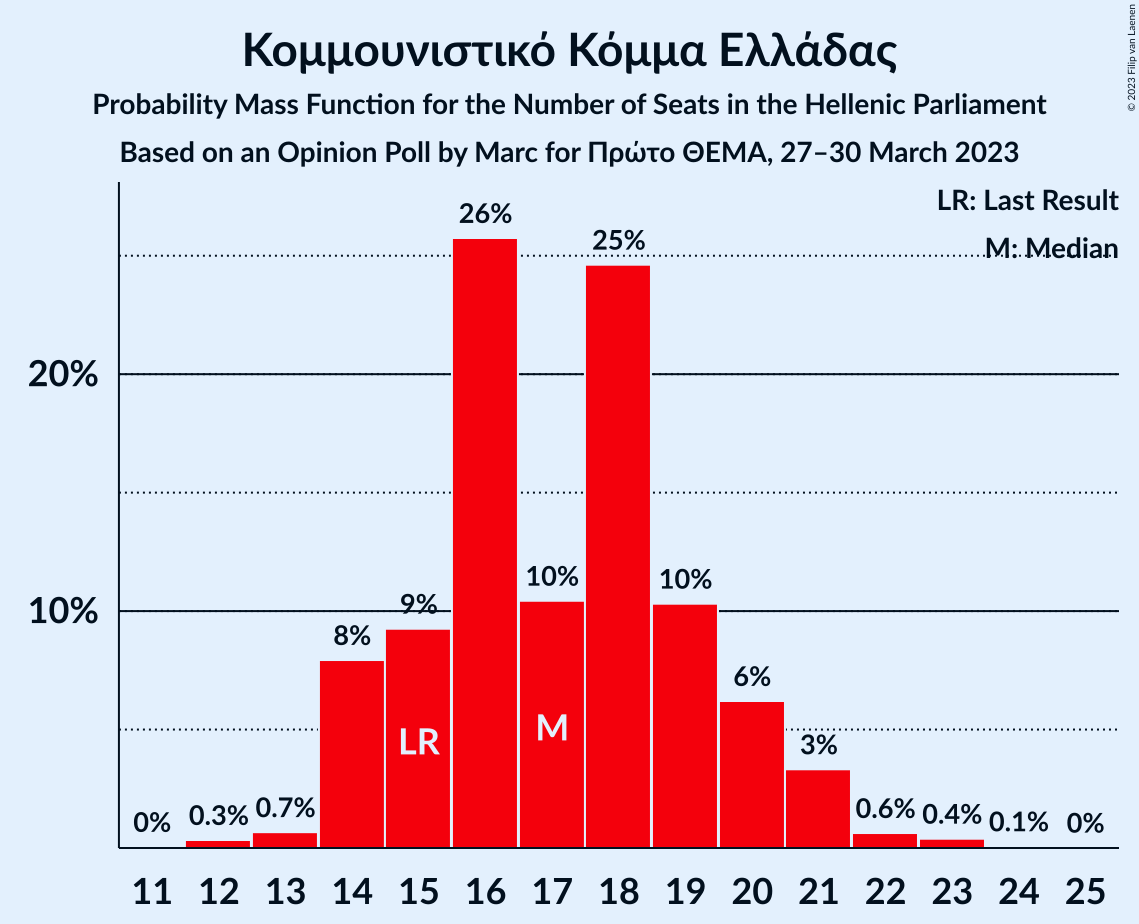 Κομμουνιστικό Κόμμα Ελλάδας
Probability Mass Function for the Number of Seats in the Hellenic Parliament
Based on an Opinion Poll by Marc for Πρώτο ΘΕΜΑ, 27–30 March 2023
© 2023 Filip van Laenen
LR: Last Result
M: Median
20%
10%
0%
0.3%
0.7%
8%
9%
26%
10%
25%
10%
6%
3%
0.6%
0.4%
0.1%
0%
LR
M
11 12 13 14 15 16 17 18 19 20 21 22 23 24 25